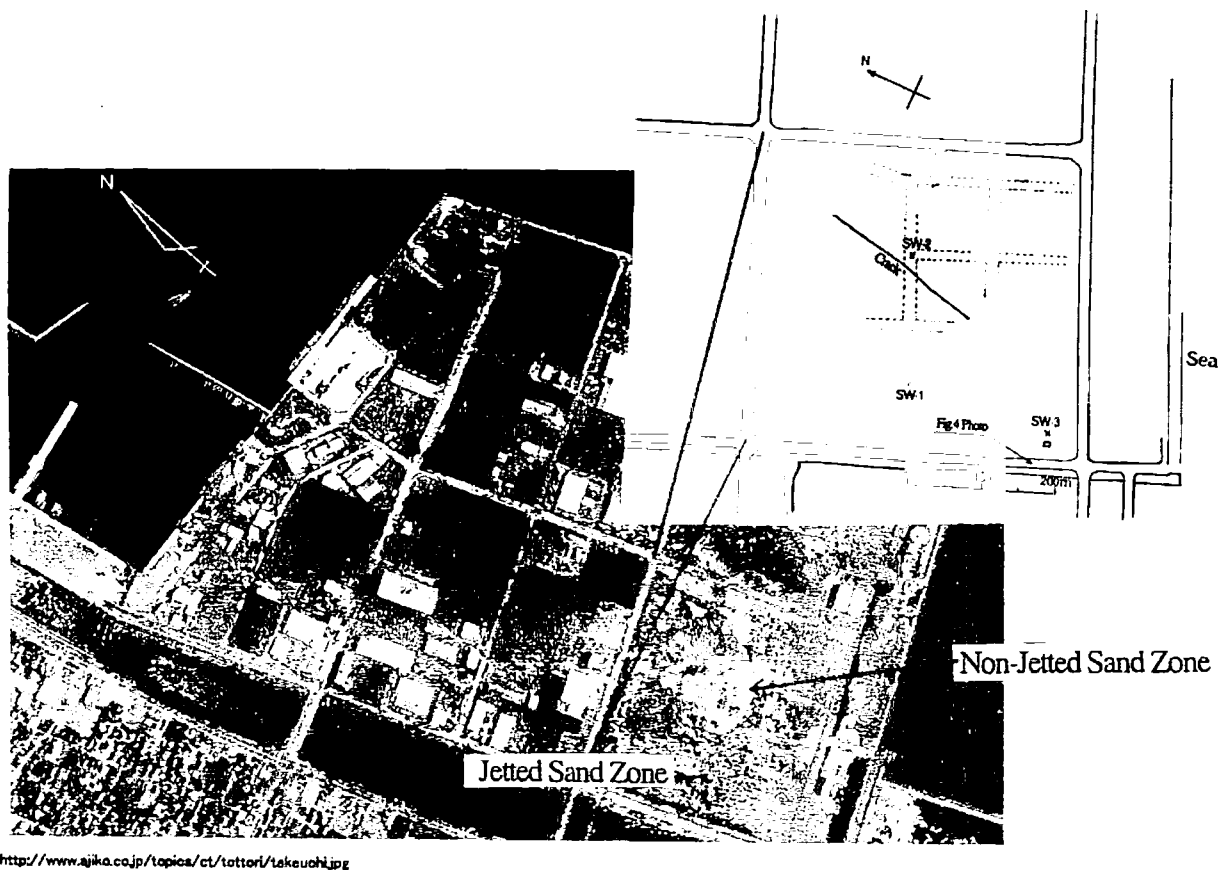 N
N
SW-2
Crack
Sea
SW-1
Fig 4 Photo
SW-3
200m
Non-Jetted Sand Zone
Jetted Sand Zone
http://www.ajiko.co.jp/topics/ct/tottori/takeuchi.jpg